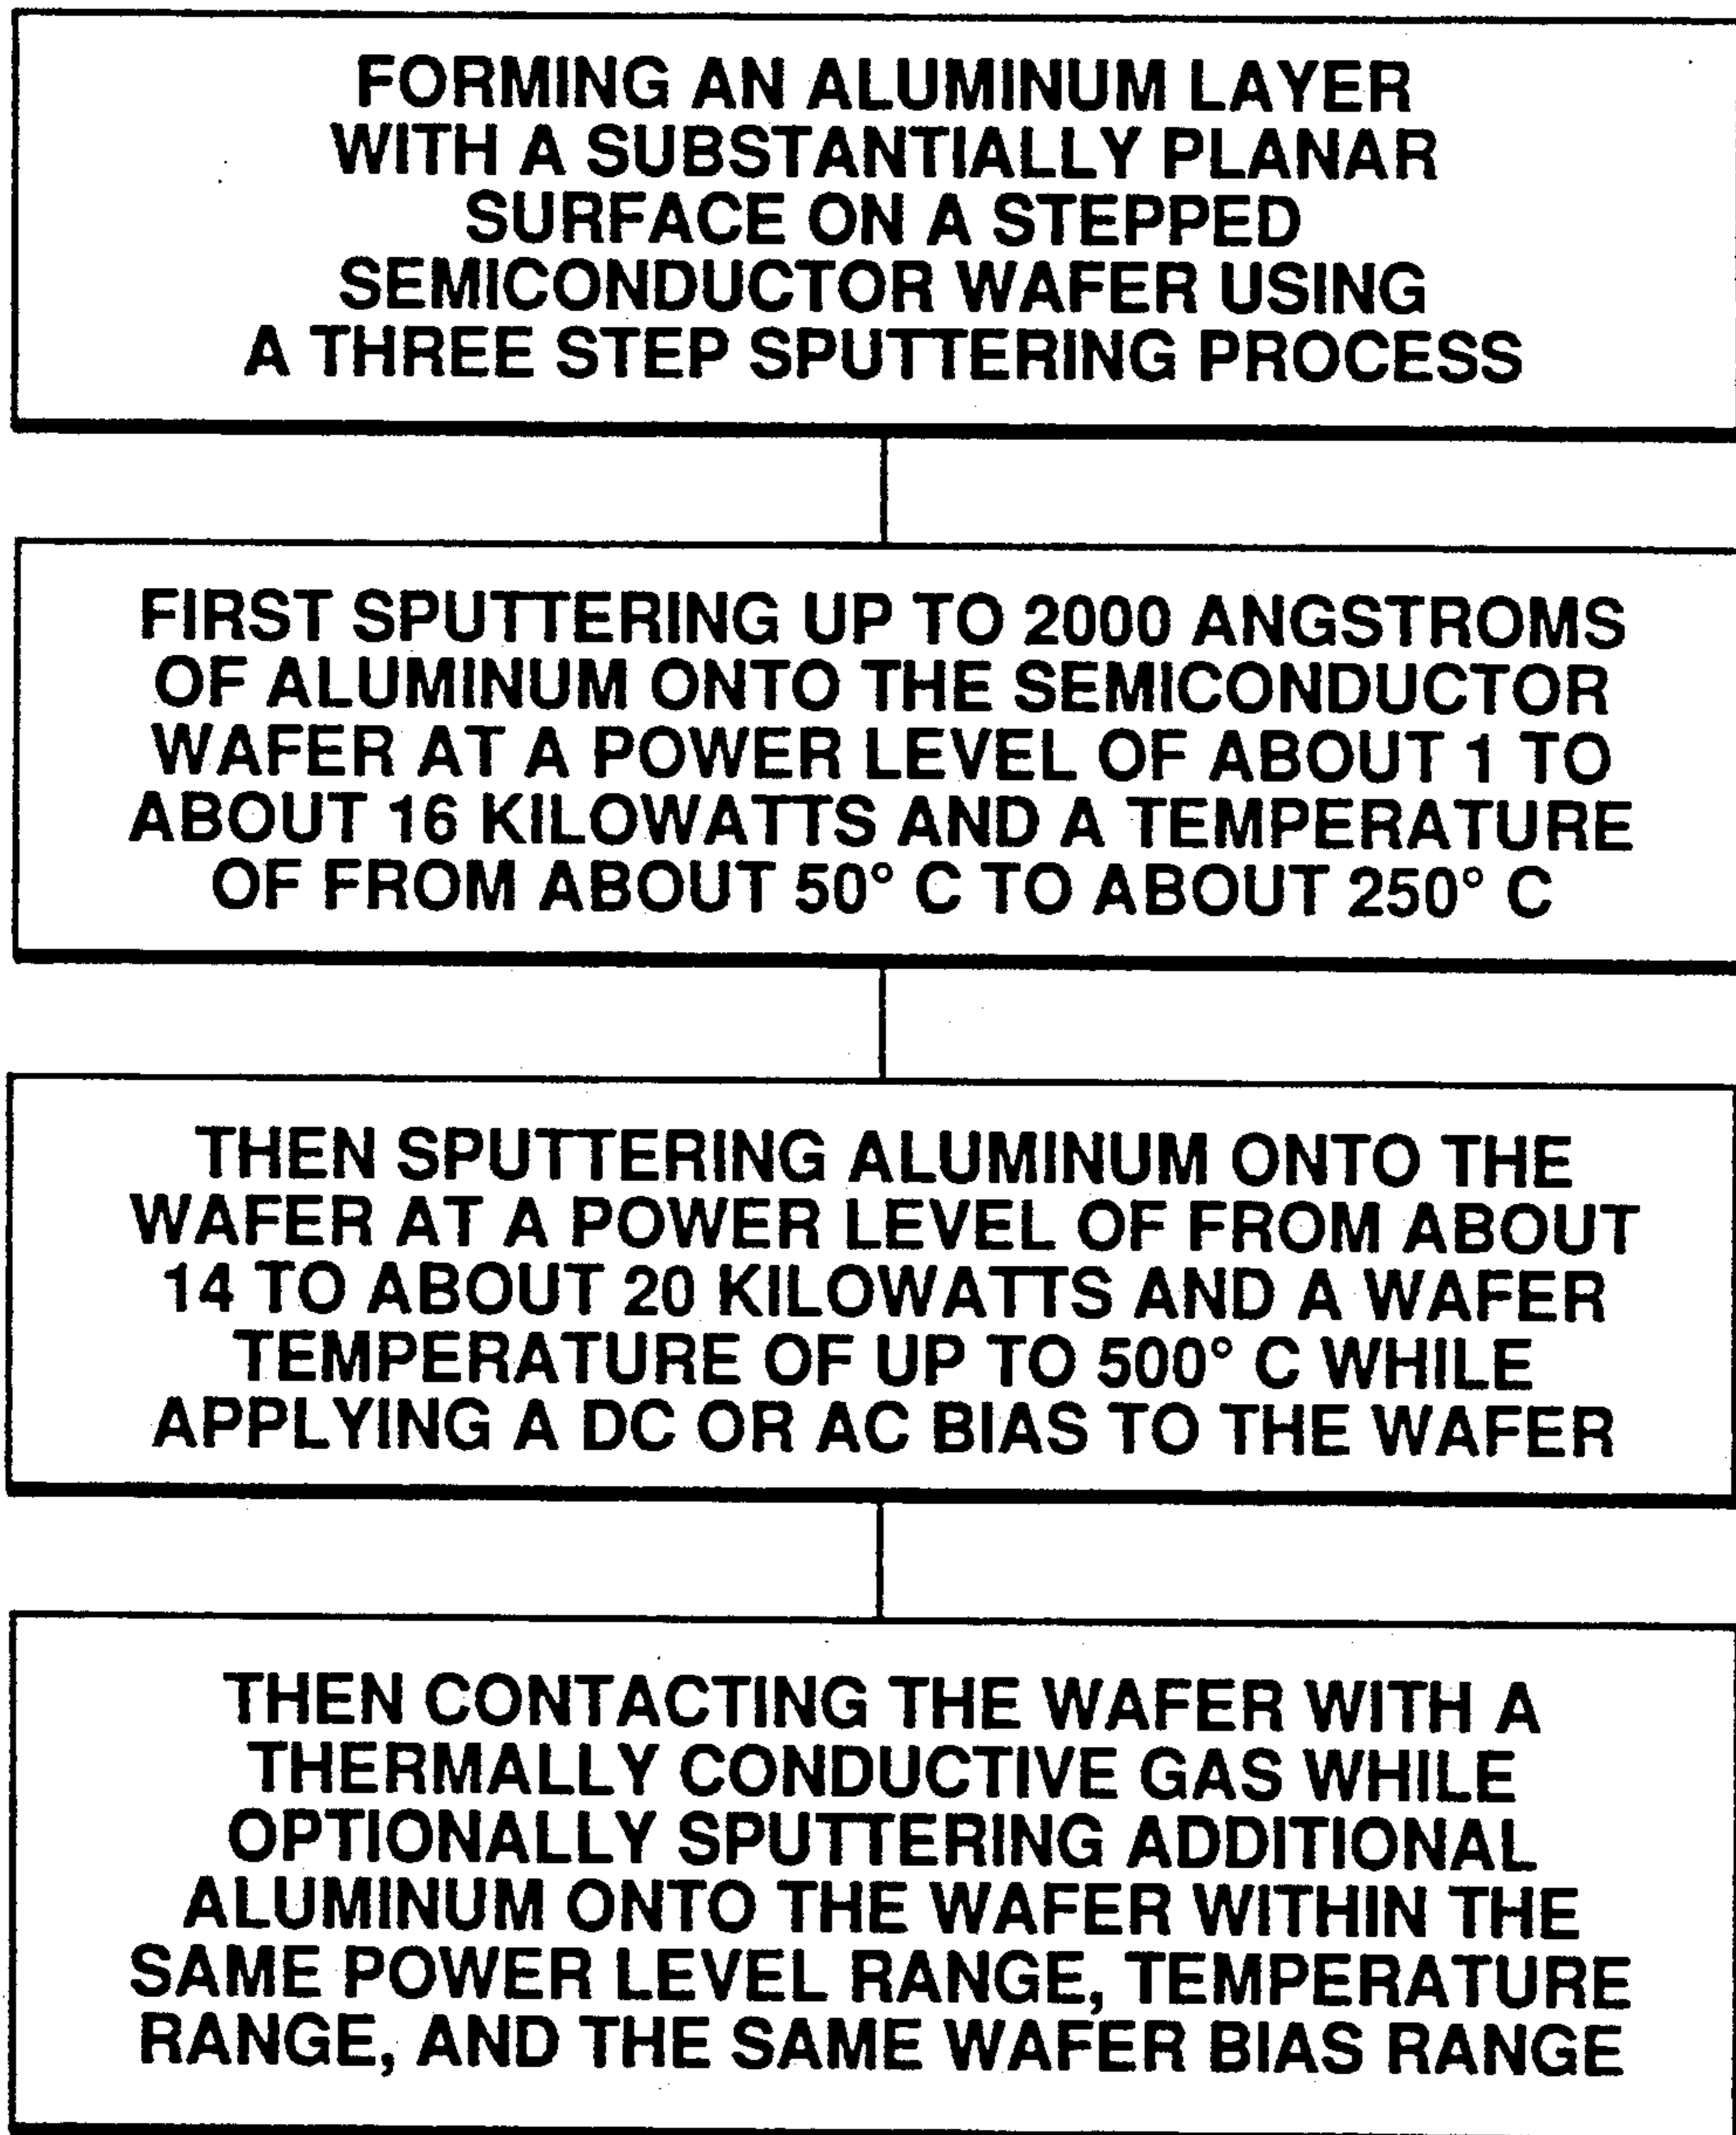 FORMING AN ALUMINUM LAYER
WITH A SUBSTANTIALLY PLANAR
SURFACE ON A STEPPED
SEMICONDUCTOR WAFER USING
A THREE STEP SPUTTERING PROCESS
FIRST SPUTTERING UP TO 2000 ANGSTROMS
OF ALUMINUM ONTO THE SEMICONDUCTOR
WAFER AT A POWER LEVEL OF ABOUT 1 TO
ABOUT 16 KILOWATTS AND A TEMPERATURE
OF FROM ABOUT 50° C TO ABOUT 250° C
THEN SPUTTERING ALUMINUM ONTO THE
WAFER AT A POWER LEVEL OF FROM ABOUT
14 TO ABOUT 20 KILOWATTS AND A WAFER
TEMPERATURE OF UP TO 500° C WHILE
APPLYING A DC OR AC BIAS TO THE WAFER
THEN CONTACTING THE WAFER WITH A
THERMALLY CONDUCTIVE GAS WHILE
OPTIONALLY SPUTTERING ADDITIONAL
ALUMINUM ONTO THE WAFER WITHIN THE
SAME POWER LEVEL RANGE, TEMPERATURE
RANGE, AND THE SAME WAFER BIAS RANGE